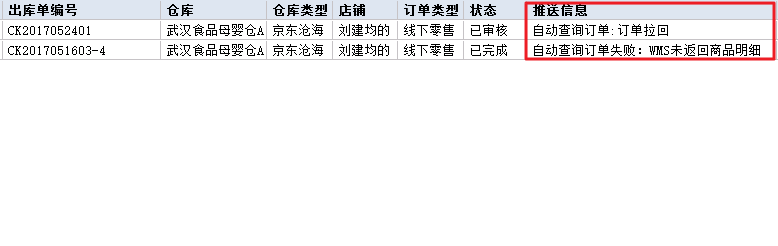 出库单编号 仓库 仓库类型 店铺 订单类型 状态 推送信息
CK2017052401 武汉食品母婴仓A 京东沧海 刘建均的 线下零售 已审核 自动查询订单:订单拉回
CK2017051603-4 武汉食品母婴仓A 京东沧海 刘建均的 线下零售 已完成 自动查询订单失败：WMS未返回商品明细